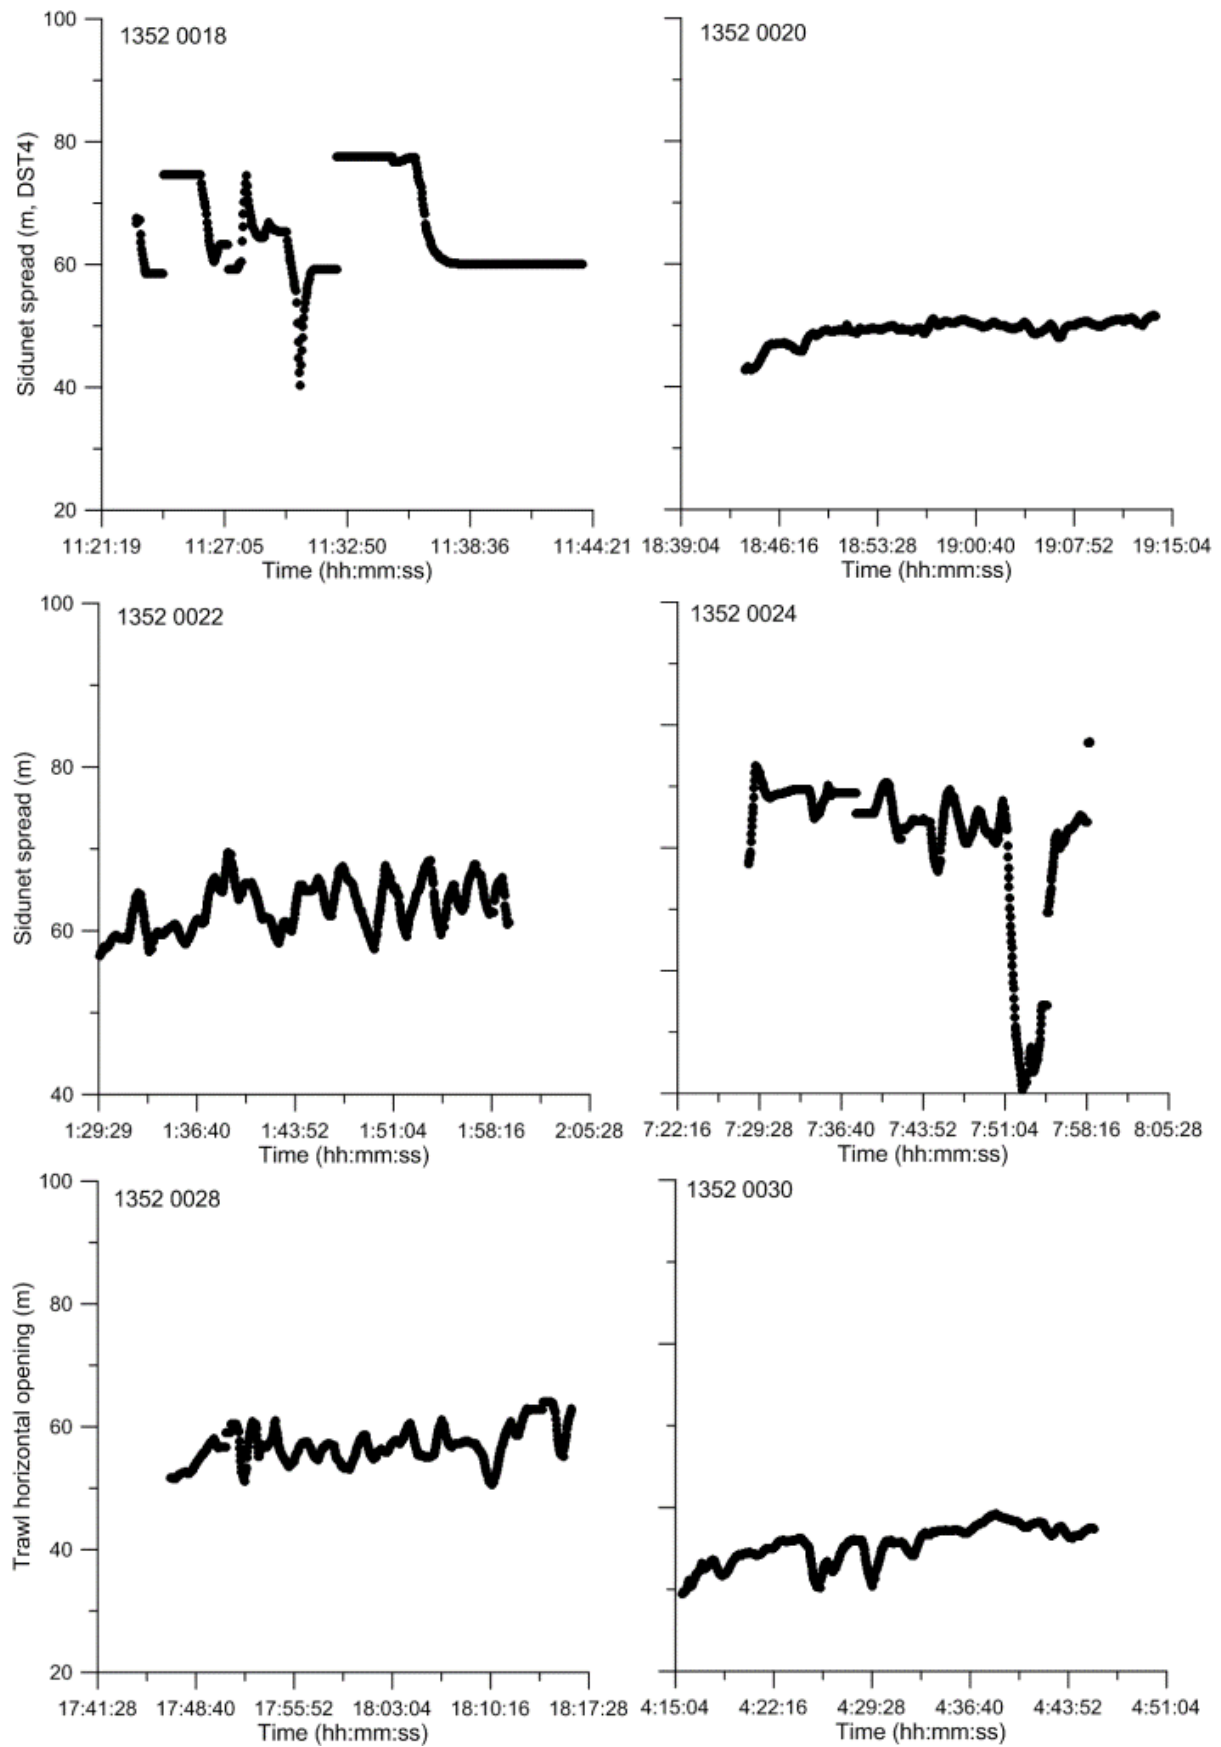 100
80
60
40
20
Sidunet spread (m, DST4)
1352 0018
11:21:19 11:27:05 11:32:50 11:38:36 11:44:21
Time (hh:mm:ss)
1352 0020
18:39:04 18:46:16 18:53:28 19:00:40 19:07:52 19:15:04
Time (hh:mm:ss)
100
80
60
40
Sidunet spread (m)
1352 0022
1:29:29 1:36:40 1:43:52 1:51:04 1:58:16 2:05:28
Time (hh:mm:ss)
1352 0024
7:22:16 7:29:28 7:36:40 7:43:52 7:51:04 7:58:16 8:05:28
Time (hh:mm:ss)
100
80
60
40
20
Trawl horizontal opening (m)
1352 0028
17:41:28 17:48:40 17:55:52 18:03:04 18:10:16 18:17:28
Time (hh:mm:ss)
1352 0030
4:15:04 4:22:16 4:29:28 4:36:40 4:43:52 4:51:04
Time (hh:mm:ss)